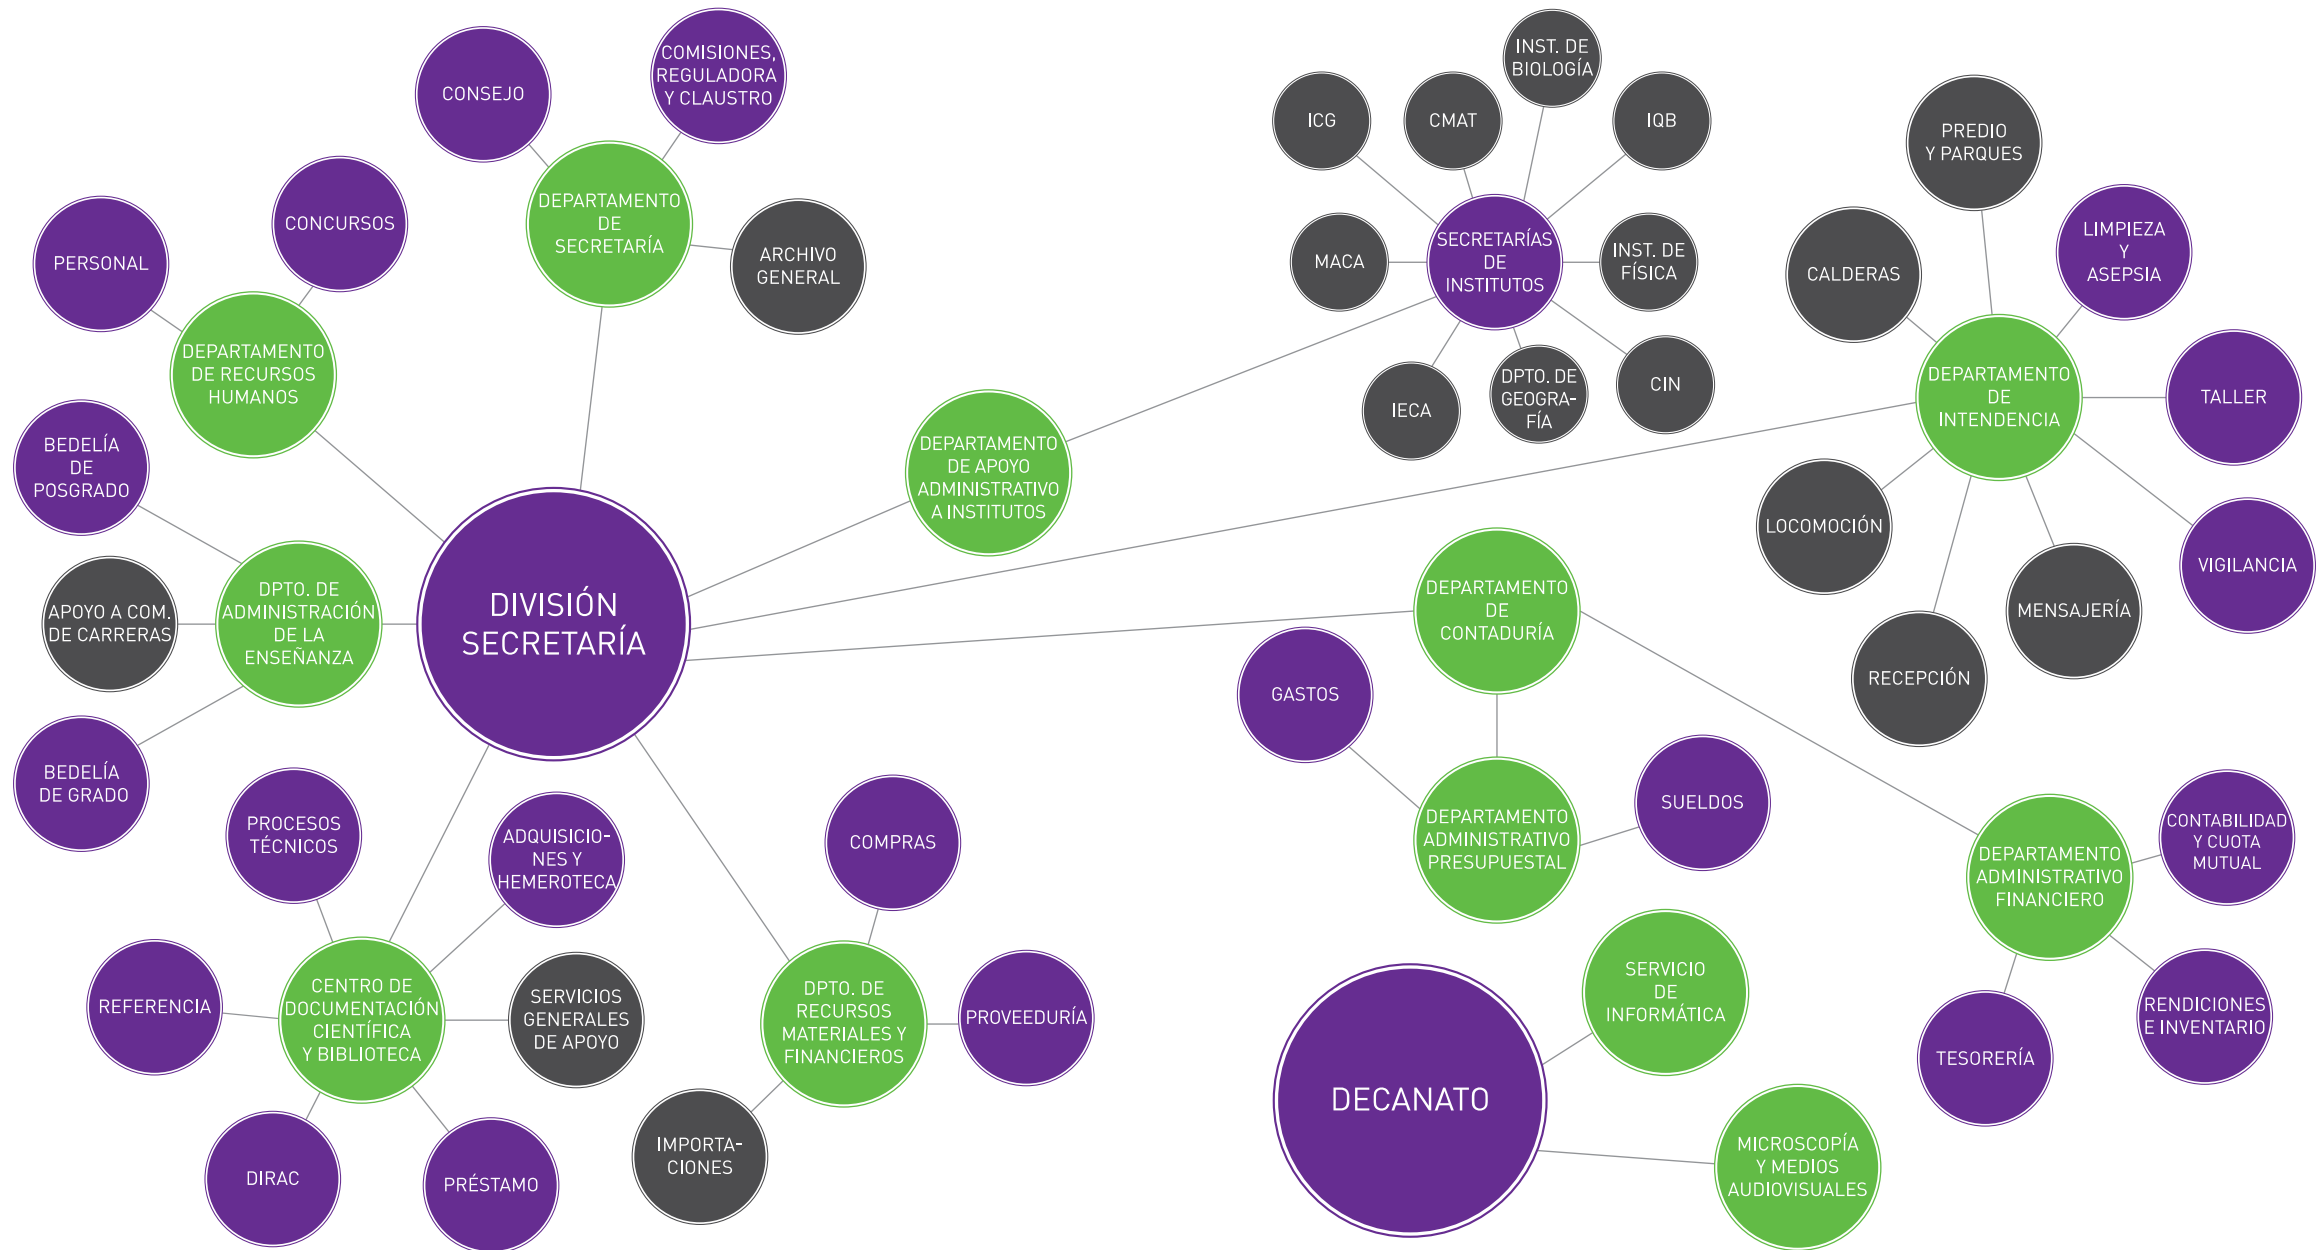 CONSEJO
COMISIONES,
REGULADORA
Y CLAUSTRO
DEPARTAMENTO
DE
SECRETARÍA
ARCHIVO
GENERAL
PERSONAL
CONCURSOS
DEPARTAMENTO
DE RECURSOS
HUMANOS
BEDELÍA
DE
POSGRADO
APOYO A COM.
DE CARRERAS
DPTO. DE
ADMINISTRACIÓN
DE LA
ENSEÑANZA
BEDELÍA
DE GRADO
DIVISIÓN
SECRETARÍA
PROCESOS
TÉCNICOS
ADQUISICIO-
NES Y
HEMEROTECA
REFERENCIA
CENTRO DE
DOCUMENTACIÓN
CIENTÍFICA
Y BIBLIOTECA
SERVICIOS
GENERALES
DE APOYO
DIRAC
PRÉSTAMO
COMPRAS
DPTO. DE
RECURSOS
MATERIALES Y
FINANCIEROS
PROVEEDURÍA
IMPORTA-
CIONES
DEPARTAMENTO
DE APOYO
ADMINISTRATIVO
A INSTITUTOS
INST. DE
BIOLOGÍA
ICG
CMAT
IQB
MACA
SECRETARÍAS
DE
INSTITUTOS
INST. DE
FÍSICA
IECA
DPTO. DE
GEOGRA-
FÍA
CIN
PREDIO
Y PARQUES
LIMPIEZA
Y
ASEPSIA
CALDERAS
DEPARTAMENTO
DE
INTENDENCIA
TALLER
LOCOMOCIÓN
VIGILANCIA
MENSAJERÍA
RECEPCIÓN
DEPARTAMENTO
DE
CONTADURÍA
GASTOS
SUELDOS
DEPARTAMENTO
ADMINISTRATIVO
PRESUPUESTAL
DEPARTAMENTO
ADMINISTRATIVO
FINANCIERO
CONTABILIDAD
Y CUOTA
MUTUAL
RENDICIONES
E INVENTARIO
TESORERÍA
DECANATO
SERVICIO
DE
INFORMÁTICA
MICROSCOPÍA
Y MEDIOS
AUDIOVISUALES